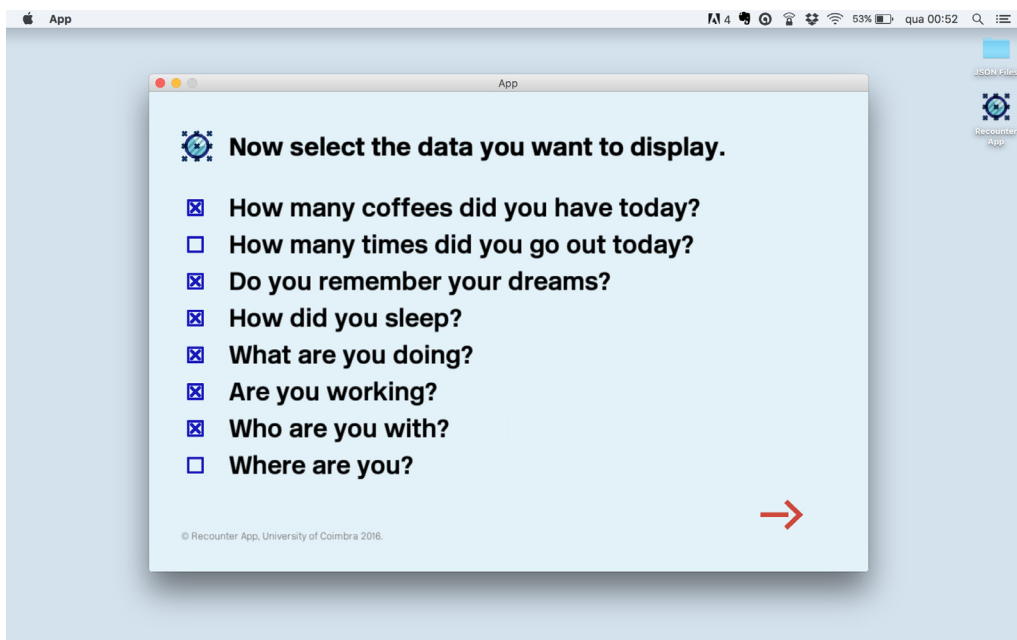 App
4
53%
qua 00:52
App
JSON Files
Recounter
App
Now select the data you want to display.
How many coffees did you have today?
How many times did you go out today?
Do you remember your dreams?
How did you sleep?
What are you doing?
Are you working?
Who are you with?
Where are you?
© Recounter App, University of Coimbra 2016.